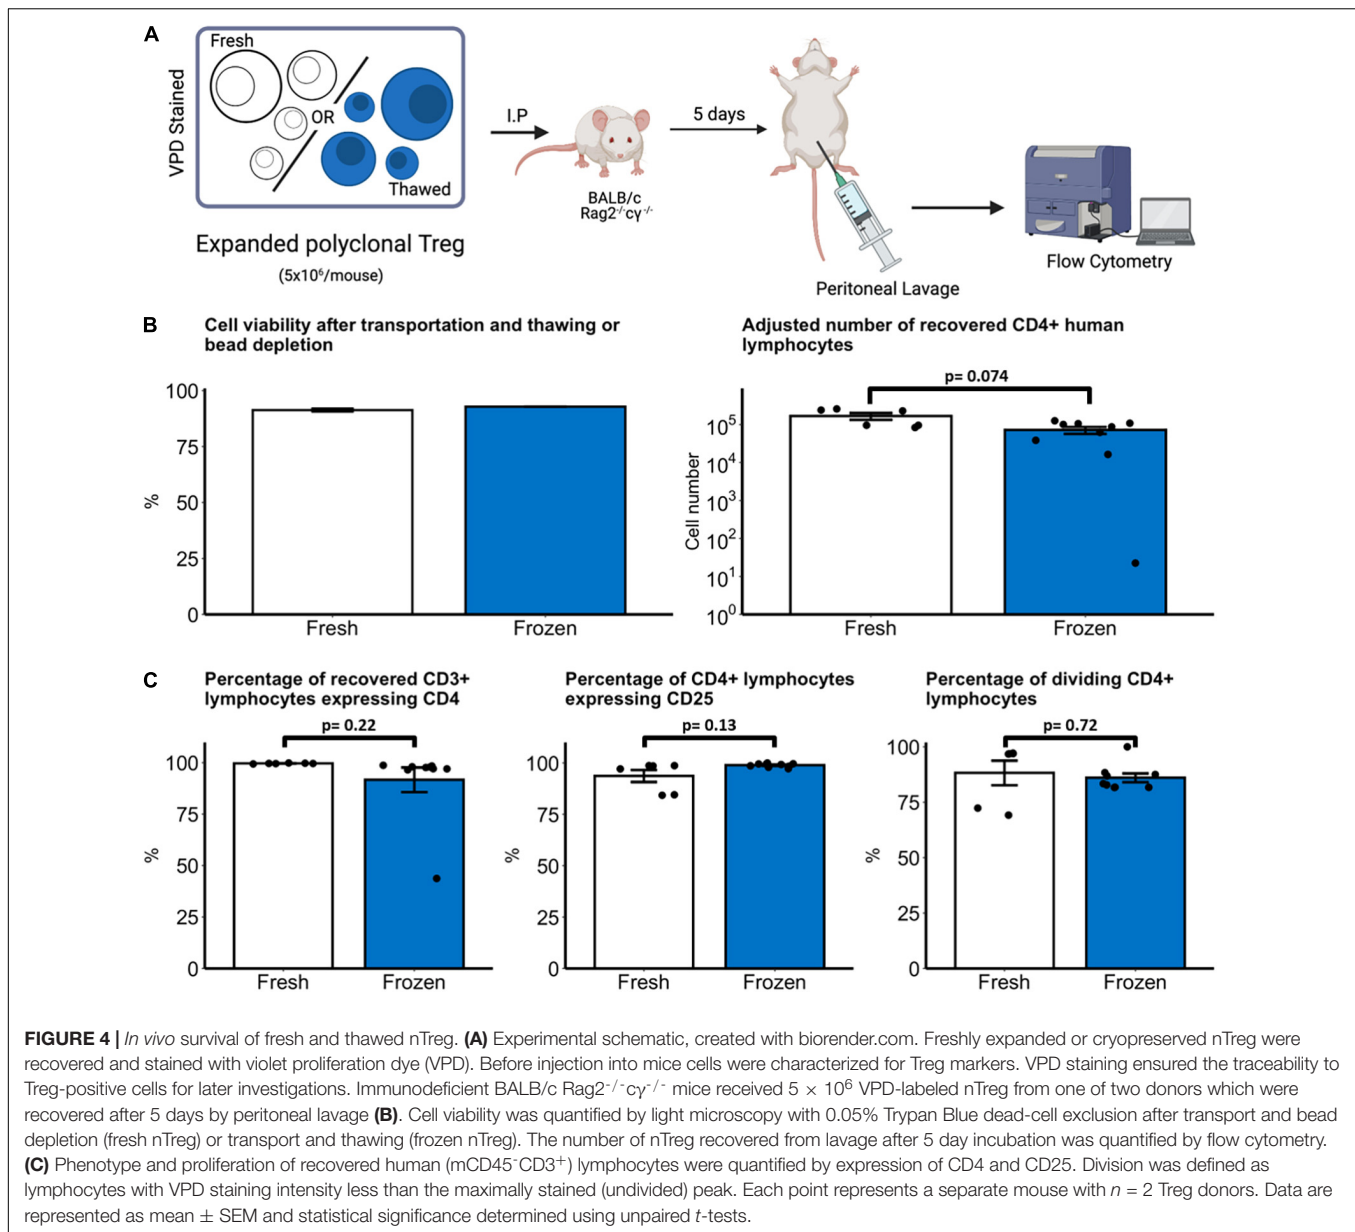 A
Fresh
OR
Thawed
VPD Stained
Expanded polyclonal Treg
(5x10⁶/mouse)
I.P
BALB/c
Rag2⁻/⁻cγ⁻/⁻
5 days
Peritoneal Lavage
Flow Cytometry
B
Cell viability after transportation and thawing or
bead depletion
%
100
75
50
25
0
Fresh
Frozen
Adjusted number of recovered CD4+ human
lymphocytes
p= 0.074
Cell number
10⁵
10⁴
10³
10²
10¹
10⁰
Fresh
Frozen
C
Percentage of recovered CD3+
lymphocytes expressing CD4
p= 0.22
%
100
75
50
25
0
Fresh
Frozen
Percentage of CD4+ lymphocytes
expressing CD25
p= 0.13
%
100
75
50
25
0
Fresh
Frozen
Percentage of dividing CD4+
lymphocytes
p= 0.72
%
100
75
50
25
0
Fresh
Frozen
FIGURE 4 | In vivo survival of fresh and thawed nTreg. (A) Experimental schematic, created with biorender.com. Freshly expanded or cryopreserved nTreg were
recovered and stained with violet proliferation dye (VPD). Before injection into mice cells were characterized for Treg markers. VPD staining ensured the traceability to
Treg-positive cells for later investigations. Immunodeficient BALB/c Rag2⁻/⁻cγ⁻/⁻ mice received 5 × 10⁶ VPD-labeled nTreg from one of two donors which were
recovered after 5 days by peritoneal lavage (B). Cell viability was quantified by light microscopy with 0.05% Trypan Blue dead-cell exclusion after transport and bead
depletion (fresh nTreg) or transport and thawing (frozen nTreg). The number of nTreg recovered from lavage after 5 day incubation was quantified by flow cytometry.
(C) Phenotype and proliferation of recovered human (mCD45⁻CD3⁺) lymphocytes were quantified by expression of CD4 and CD25. Division was defined as
lymphocytes with VPD staining intensity less than the maximally stained (undivided) peak. Each point represents a separate mouse with n = 2 Treg donors. Data are
represented as mean ± SEM and statistical significance determined using unpaired t-tests.